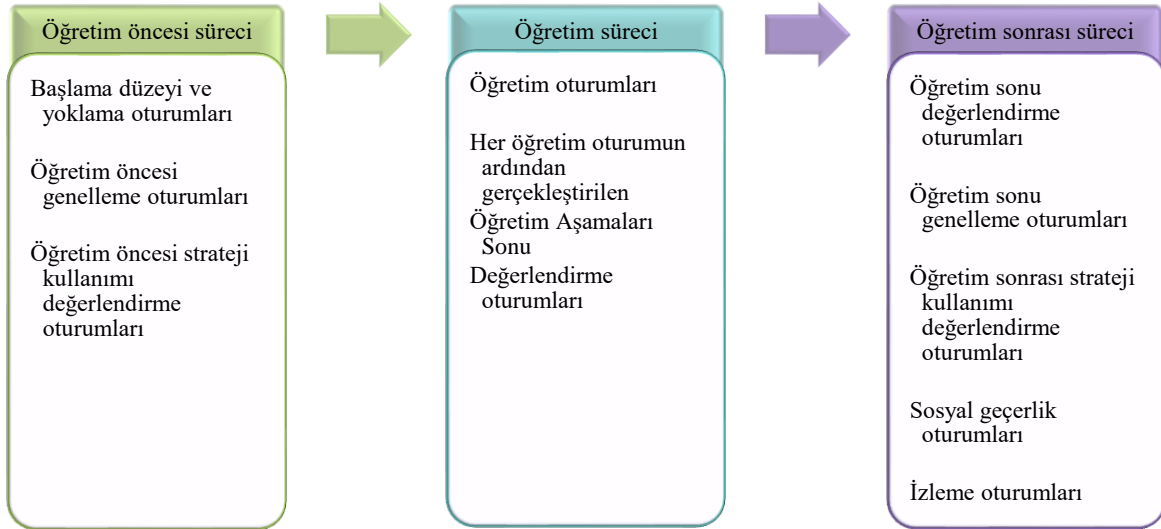 Öğretim öncesi süreci
Başlama düzeyi ve
yoklama oturumları
Öğretim öncesi
genelleme oturumları
Öğretim öncesi strateji
kullanımı
değerlendirme
oturumları
Öğretim süreci
Öğretim oturumları
Her öğretim oturumun
ardından
gerçekleştirilen
Öğretim Aşamaları
Sonu
Değerlendirme
oturumları
Öğretim sonrası süreci
Öğretim sonu
değerlendirme
oturumları
Öğretim sonu
genelleme oturumları
Öğretim sonrası strateji
kullanımı
değerlendirme
oturumları
Sosyal geçerlik
oturumları
İzleme oturumları